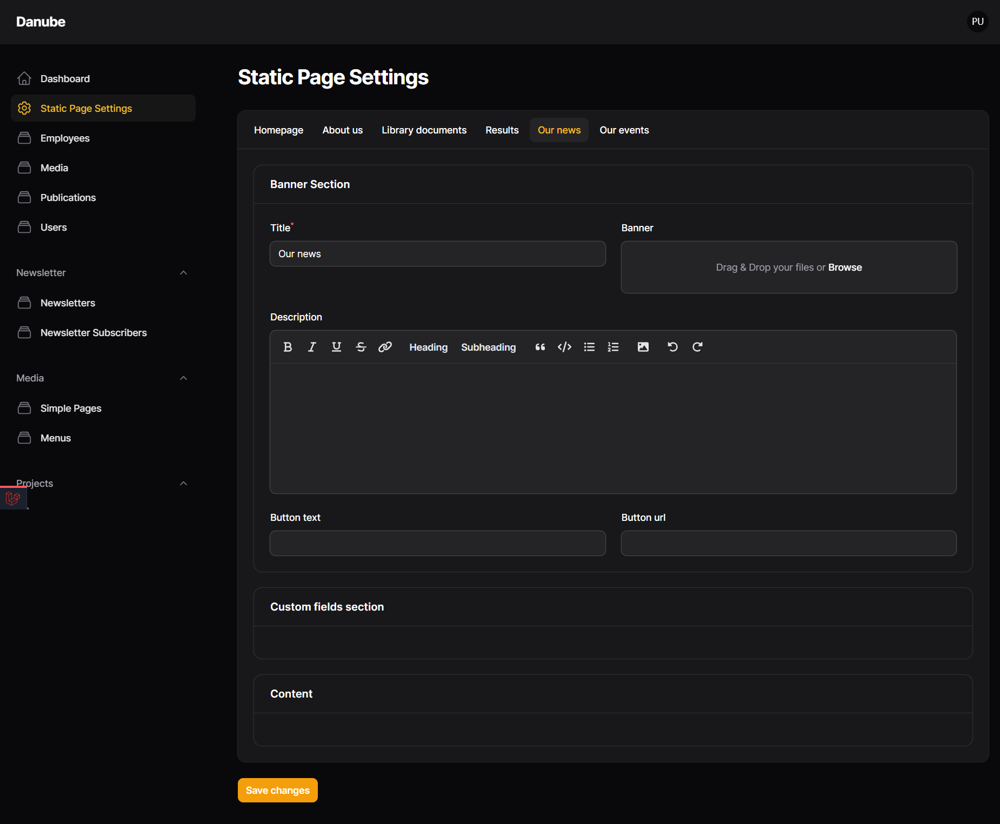 Danube
PU
Dashboard
Static Page Settings
Employees
Media
Publications
Users
Newsletter
Newsletters
Newsletter Subscribers
Media
Simple Pages
Menus
Projects
Static Page Settings
Homepage About us Library documents Results Our news Our events
Banner Section
Title* Banner
Our news
Drag & Drop your files or Browse
Description
Heading Subheading
Button text Button url
Custom fields section
Content
Save changes